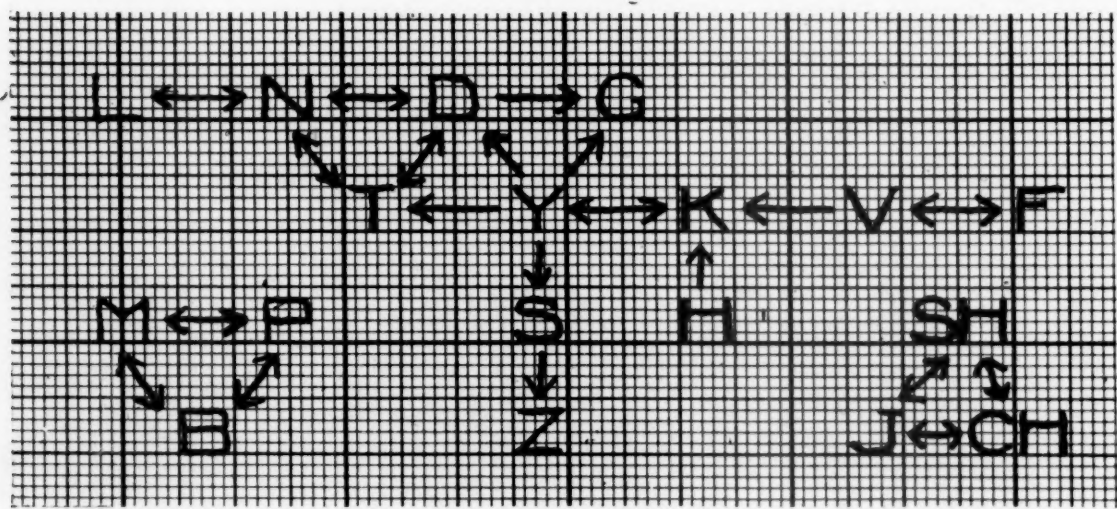 L ↔ N ↔ D → G
T ← Y ↔ K ← V ↔ F
M ↔ P S H SH
B Z J ↔ CH